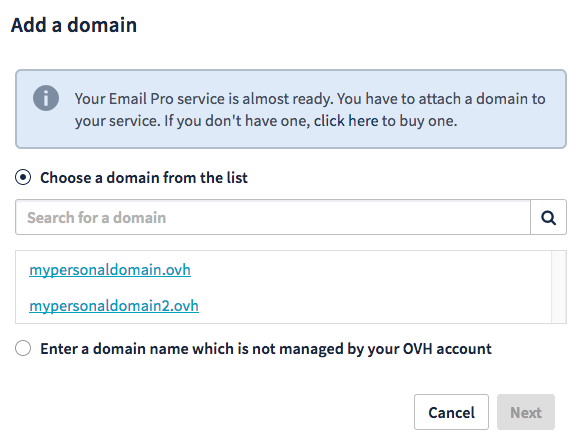 Add a domain
Your Email Pro service is almost ready. You have to attach a domain to
your service. If you don't have one, click here to buy one.
Choose a domain from the list
Search for a domain
mypersonaldomain.ovh
mypersonaldomain2.ovh
Enter a domain name which is not managed by your OVH account
Cancel
Next